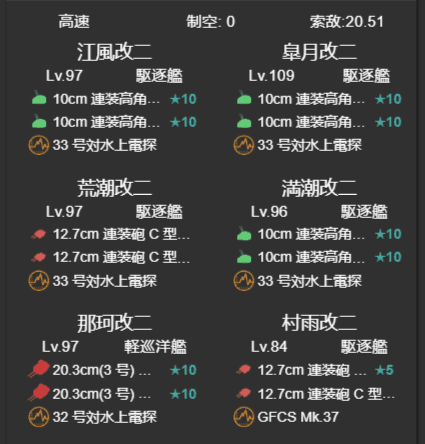 高速 制空: 0 索敌:20.51
江風改二
Lv.97 駆逐艦
10cm 連装高角... ★10
10cm 連装高角... ★10
33 号対水上電探
皐月改二
Lv.109 駆逐艦
10cm 連装高角... ★10
10cm 連装高角... ★10
33 号対水上電探
荒潮改二
Lv.97 駆逐艦
12.7cm 連装砲 C 型...
12.7cm 連装砲 C 型...
33 号対水上電探
満潮改二
Lv.96 駆逐艦
10cm 連装高角... ★10
10cm 連装高角... ★10
33 号対水上電探
那珂改二
Lv.97 軽巡洋艦
20.3cm(3 号) ... ★10
20.3cm(3 号) ... ★10
32 号対水上電探
村雨改二
Lv.84 駆逐艦
12.7cm 連装砲 ... ★5
12.7cm 連装砲 C 型...
GFCS Mk.37